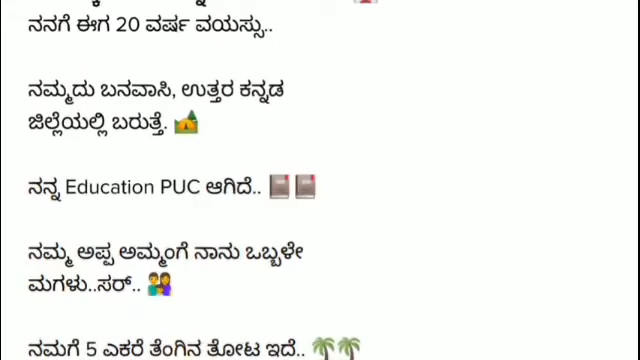 ನನಗೆ ಈಗ 20 ವರ್ಷ ವಯಸ್ಸು..
ನಮ್ಮದು ಬನವಾಸಿ, ಉತ್ತರ ಕನ್ನಡ
ಜಿಲ್ಲೆಯಲ್ಲಿ ಬರುತ್ತೆ. 🏕️
ನನ್ನ Education PUC ಆಗಿದೆ.. 📔📔
ನಮ್ಮ ಅಪ್ಪ ಅಮ್ಮಂಗೆ ನಾನು ಒಬ್ಬಳೇ
ಮಗಳು..ಸರ್.. 👫
ನಮಗೆ 5 ಎಕರೆ ತೆಂಗಿನ ತೋಟ ಇದೆ.. 🌴🌴